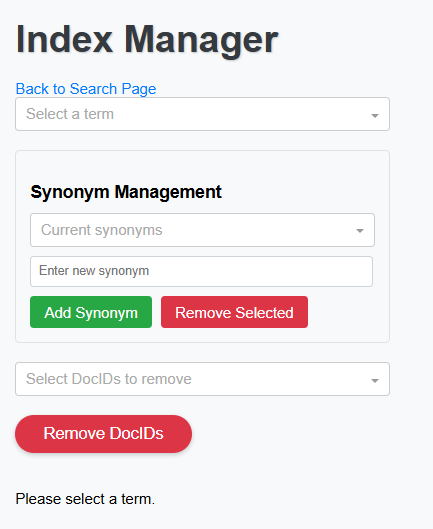 Index Manager
Back to Search Page
Select a term
Synonym Management
Current synonyms
Enter new synonym
Add Synonym Remove Selected
Select DocIDs to remove
Remove DocIDs
Please select a term.